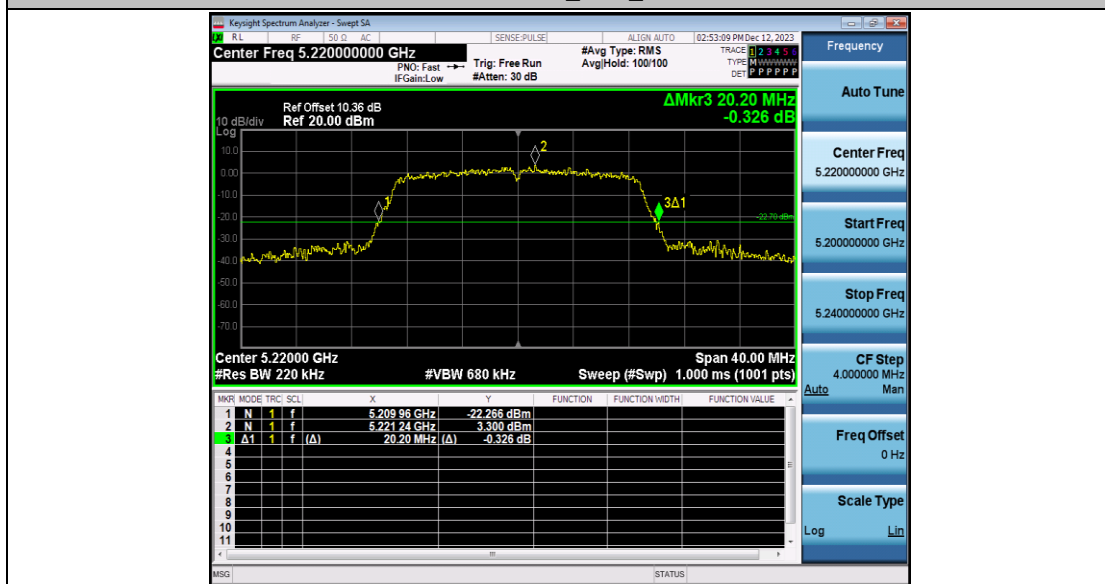 Keysight Spectrum Analyzer - Swept SA
RL RF 50 Ω AC SENSE:PULSE ALIGN AUTO 02:53:09 PM Dec 12, 2023
Center Freq 5.220000000 GHz
PNO: Fast
IFGain:Low
Trig: Free Run
#Atten: 30 dB
#Avg Type: RMS
Avg|Hold: 100/100
TRACE 1 2 3 4 5 6
TYPE M WWWWW
DET P P P P P P
Frequency
Auto Tune
Center Freq
5.220000000 GHz
Start Freq
5.200000000 GHz
Stop Freq
5.240000000 GHz
CF Step
4.000000 MHz
Auto Man
Freq Offset
0 Hz
Scale Type
Log Lin
ΔMkr3 20.20 MHz
-0.326 dB
Ref Offset 10.36 dB
10 dB/div Ref 20.00 dBm
Log
10.0
0.00
-10.0
-20.0
-30.0
-40.0
-50.0
-60.0
-70.0
1
2
3Δ1
-22.70 dBm
Center 5.22000 GHz Span 40.00 MHz
#Res BW 220 kHz #VBW 680 kHz Sweep (#Swp) 1.000 ms (1001 pts)
MKR MODE TRC SCL X Y FUNCTION FUNCTION WIDTH FUNCTION VALUE
1 N 1 f 5.209 96 GHz -22.266 dBm
2 N 1 f 5.221 24 GHz 3.300 dBm
3 Δ1 1 f (Δ) 20.20 MHz (Δ) -0.326 dB
4
5
6
7
8
9
10
11
MSG STATUS